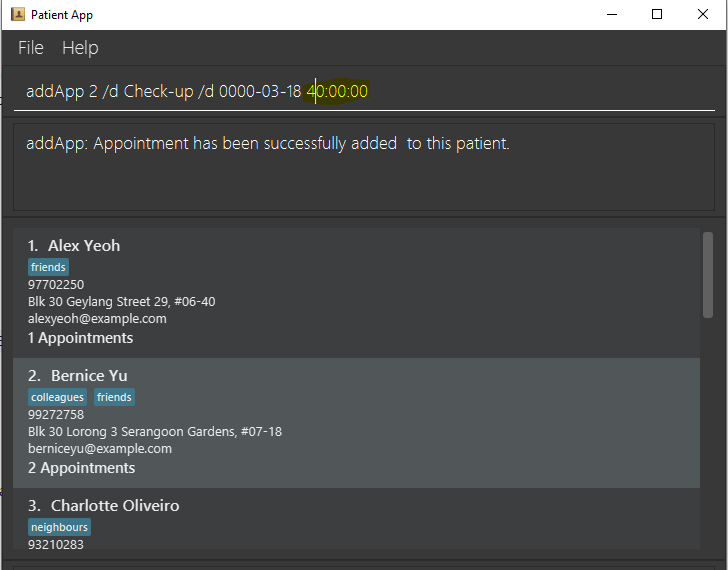 Patient App
File Help
addApp 2 /d Check-up /d 0000-03-18 40:00:00
addApp: Appointment has been successfully added  to this patient.
1. Alex Yeoh
friends
97702250
Blk 30 Geylang Street 29, #06-40
alexyeoh@example.com
1 Appointments
2. Bernice Yu
colleagues friends
99272758
Blk 30 Lorong 3 Serangoon Gardens, #07-18
berniceyu@example.com
2 Appointments
3. Charlotte Oliveiro
neighbours
93210283